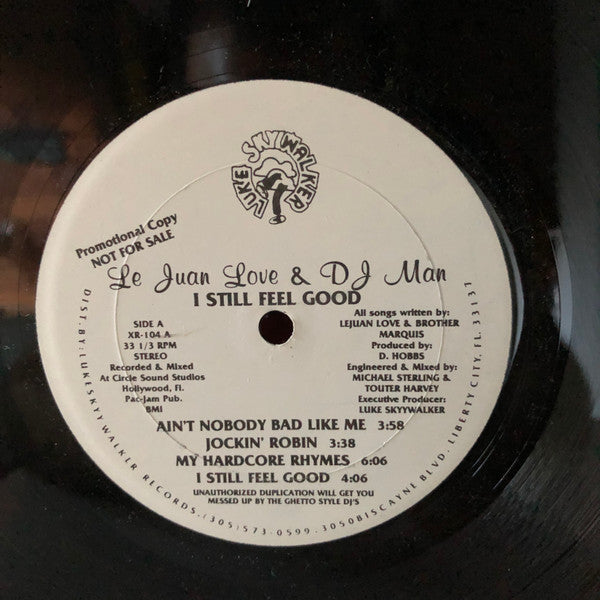 LUKE SKYYWALKER
Promotional Copy
NOT FOR SALE
Le Juan Love & DJ Man
I STILL FEEL GOOD
SIDE A
XR-104 A
33 1/3 RPM
STEREO
Recorded & Mixed
At Circle Sound Studios
Hollywood, Fl.
Pac-Jam Pub.
BMI
All songs written by:
LEJUAN LOVE & BROTHER
MARQUIS
Produced by:
D. HOBBS
Engineered & Mixed by:
MICHAEL STERLING &
TOUTER HARVEY
Executive Producer:
LUKE SKYYWALKER
AIN'T NOBODY BAD LIKE ME 3:58
JOCKIN' ROBIN 3:38
MY HARDCORE RHYMES 6:06
I STILL FEEL GOOD 4:06
UNAUTHORIZED DUPLICATION WILL GET YOU
MESSED UP BY THE GHETTO STYLE DJ'S
DIST. BY: LUKE SKYY WALKER RECORDS. (305) 573-0599. 3050 BISCAYNE BLVD. LIBERTY CITY, FL 33137